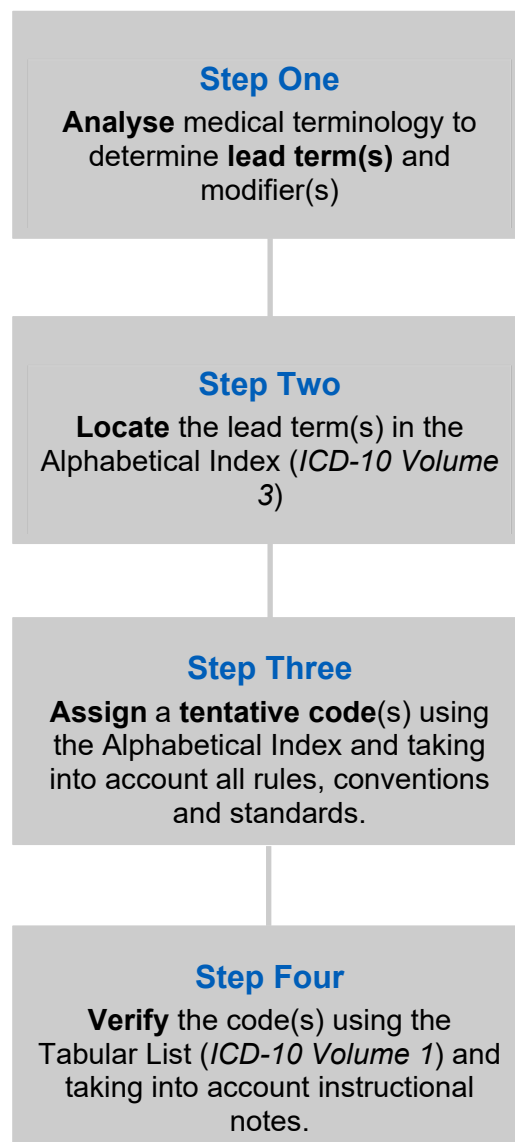 Step One
Analyse medical terminology to
determine lead term(s) and
modifier(s)
Step Two
Locate the lead term(s) in the
Alphabetical Index (ICD-10 Volume
3)
Step Three
Assign a tentative code(s) using
the Alphabetical Index and taking
into account all rules, conventions
and standards.
Step Four
Verify the code(s) using the
Tabular List (ICD-10 Volume 1) and
taking into account instructional
notes.